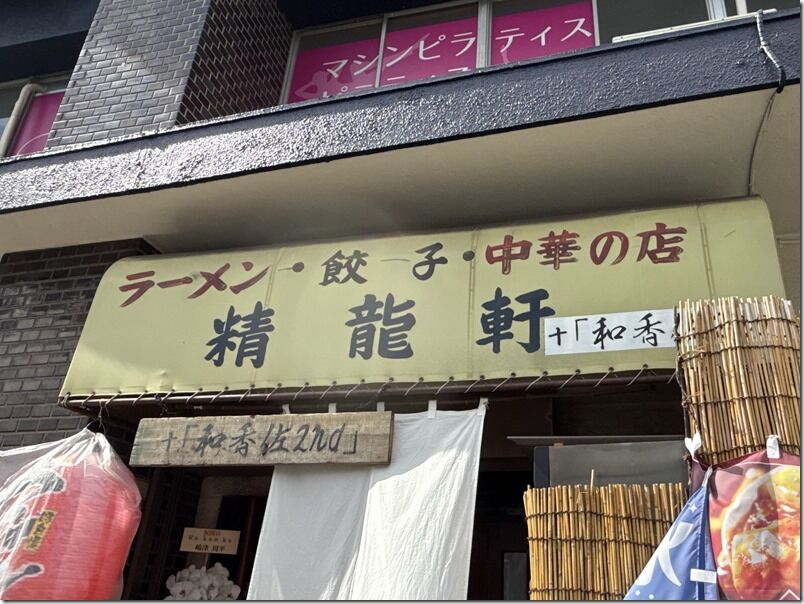 マシンピラティス
ラーメン・餃子・中華の店
精龍軒
+「和香
+「和香佐2nd」